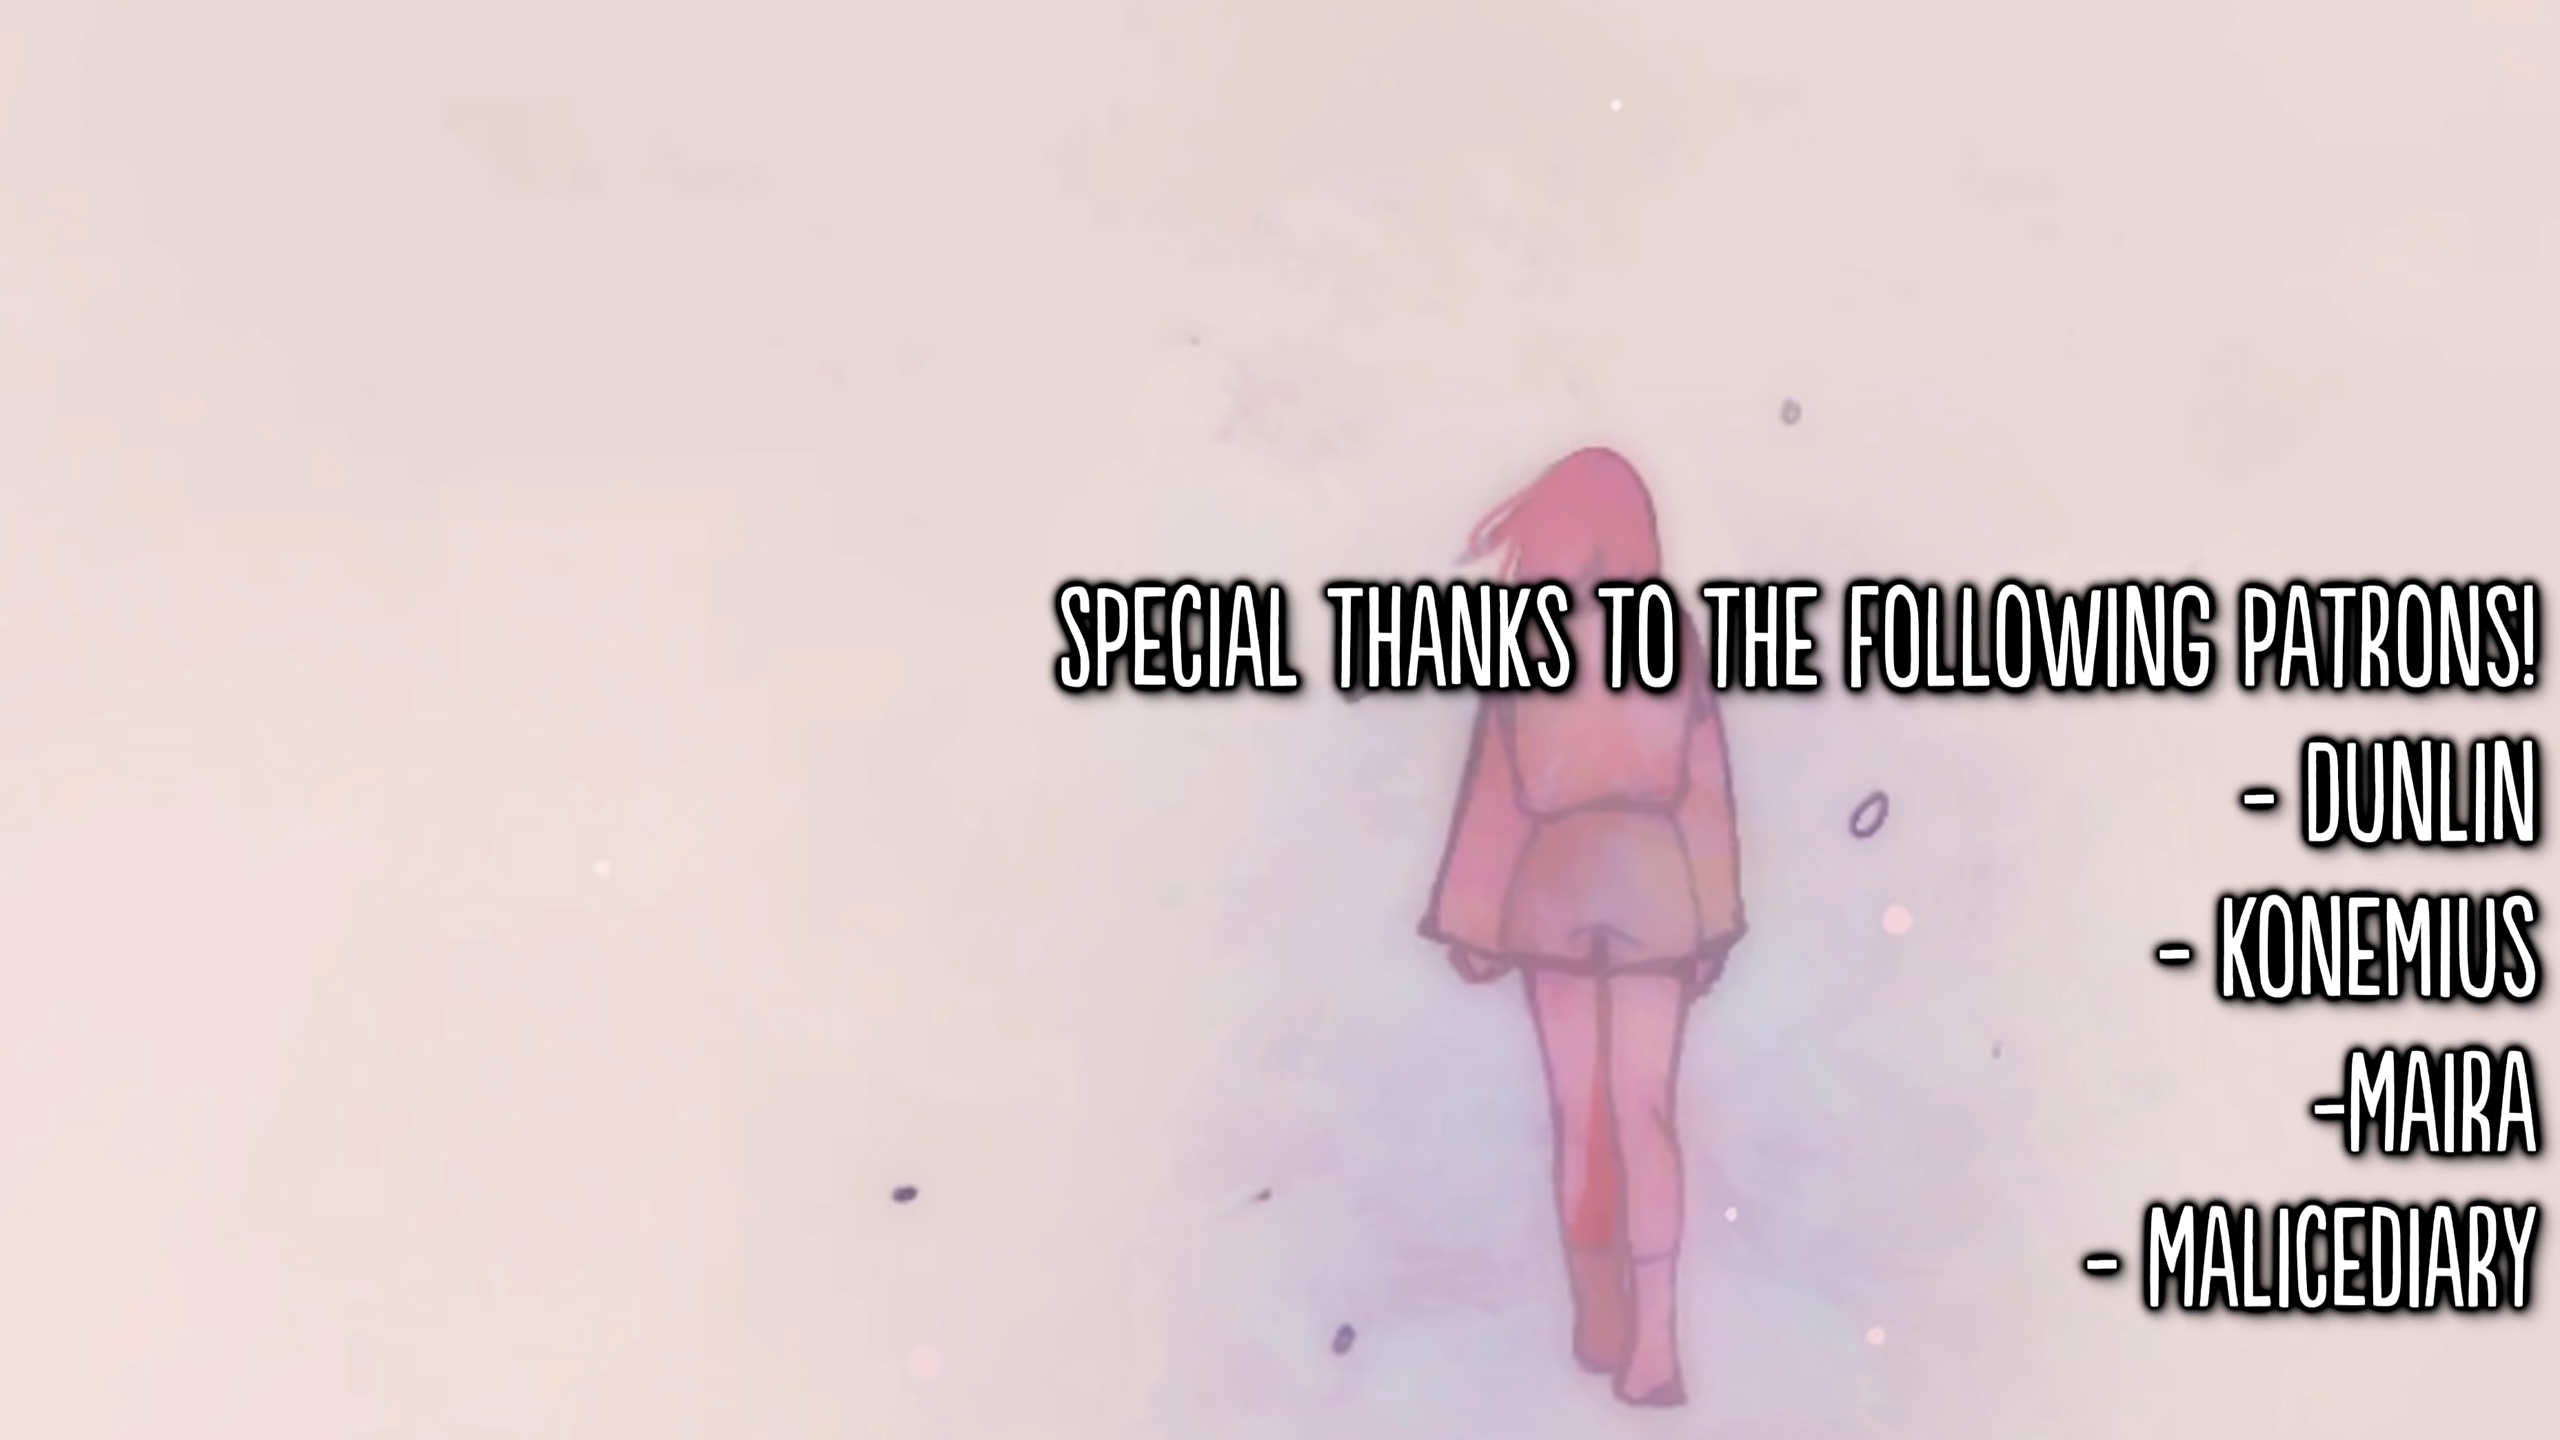 SPECIAL THANKS TO THE FOLLOWING PATRONS!
- DUNLIN
- KONEMIUS
-MAIRA
- MALICEDIARY